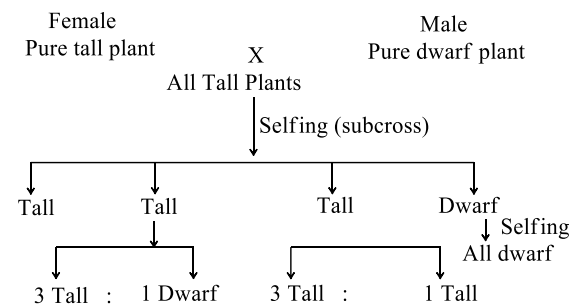 Female
Pure tall plant
Male
Pure dwarf plant
X
All Tall Plants
Selfing (subcross)
Tall Tall Tall Dwarf
Selfing
All dwarf
3 Tall : 1 Dwarf 3 Tall : 1 Tall